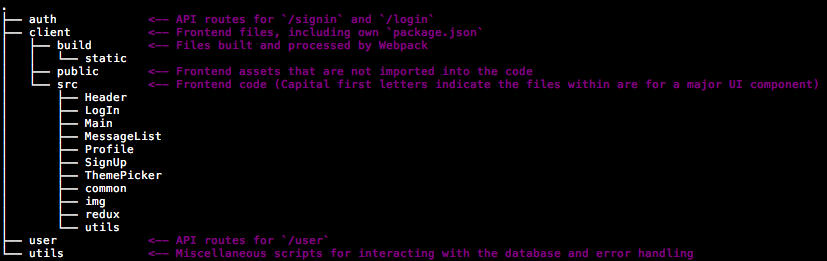 .
├── auth <-- API routes for `/signin` and `/login`
├── client <-- Frontend files, including own `package.json`
│   ├── build <-- Files built and processed by Webpack
│   │   └── static
│   ├── public <-- Frontend assets that are not imported into the code
│   └── src <-- Frontend code (Capital first letters indicate the files within are for a major UI component)
│       ├── Header
│       ├── LogIn
│       ├── Main
│       ├── MessageList
│       ├── Profile
│       ├── SignUp
│       ├── ThemePicker
│       ├── common
│       ├── img
│       ├── redux
│       └── utils
├── user <-- API routes for `/user`
└── utils <-- Miscellaneous scripts for interacting with the database and error handling